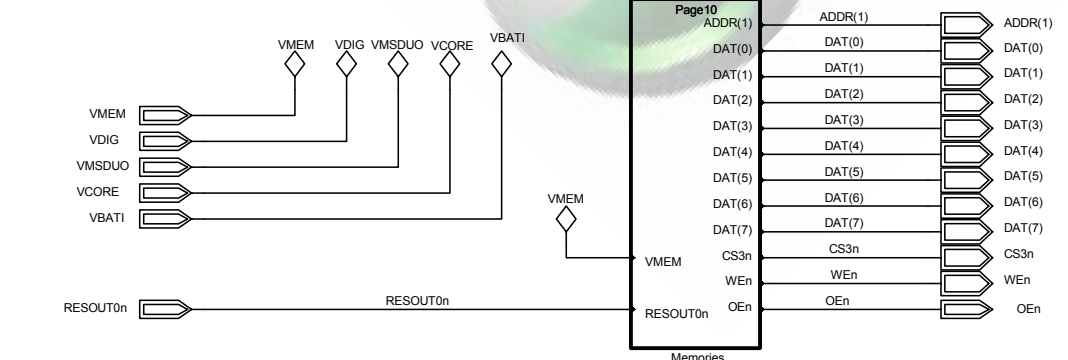 Page10
ADDR(1) ADDR(1) ADDR(1)
VMEM VDIG VMSDUO VCORE VBATI
DAT(0) DAT(0) DAT(0)
DAT(1) DAT(1) DAT(1)
DAT(2) DAT(2) DAT(2)
VMEM
DAT(3) DAT(3) DAT(3)
VDIG
DAT(4) DAT(4) DAT(4)
VMSDUO
DAT(5) DAT(5) DAT(5)
VCORE
VMEM
DAT(6) DAT(6) DAT(6)
VBATI
DAT(7) DAT(7) DAT(7)
VMEM CS3n CS3n CS3n
WEn WEn WEn
RESOUT0n RESOUT0n RESOUT0n OEn OEn OEn
Memories